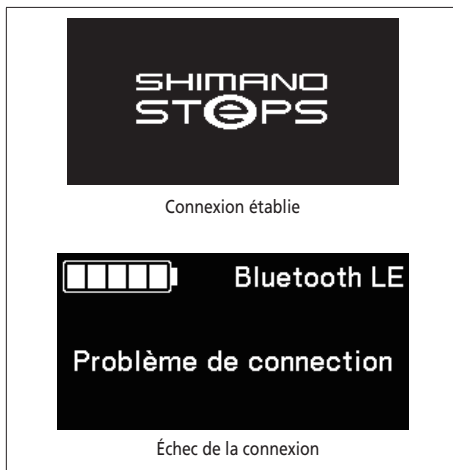 SHIMANO
STePS
Connexion établie
Bluetooth LE
Problème de connection
Échec de la connexion